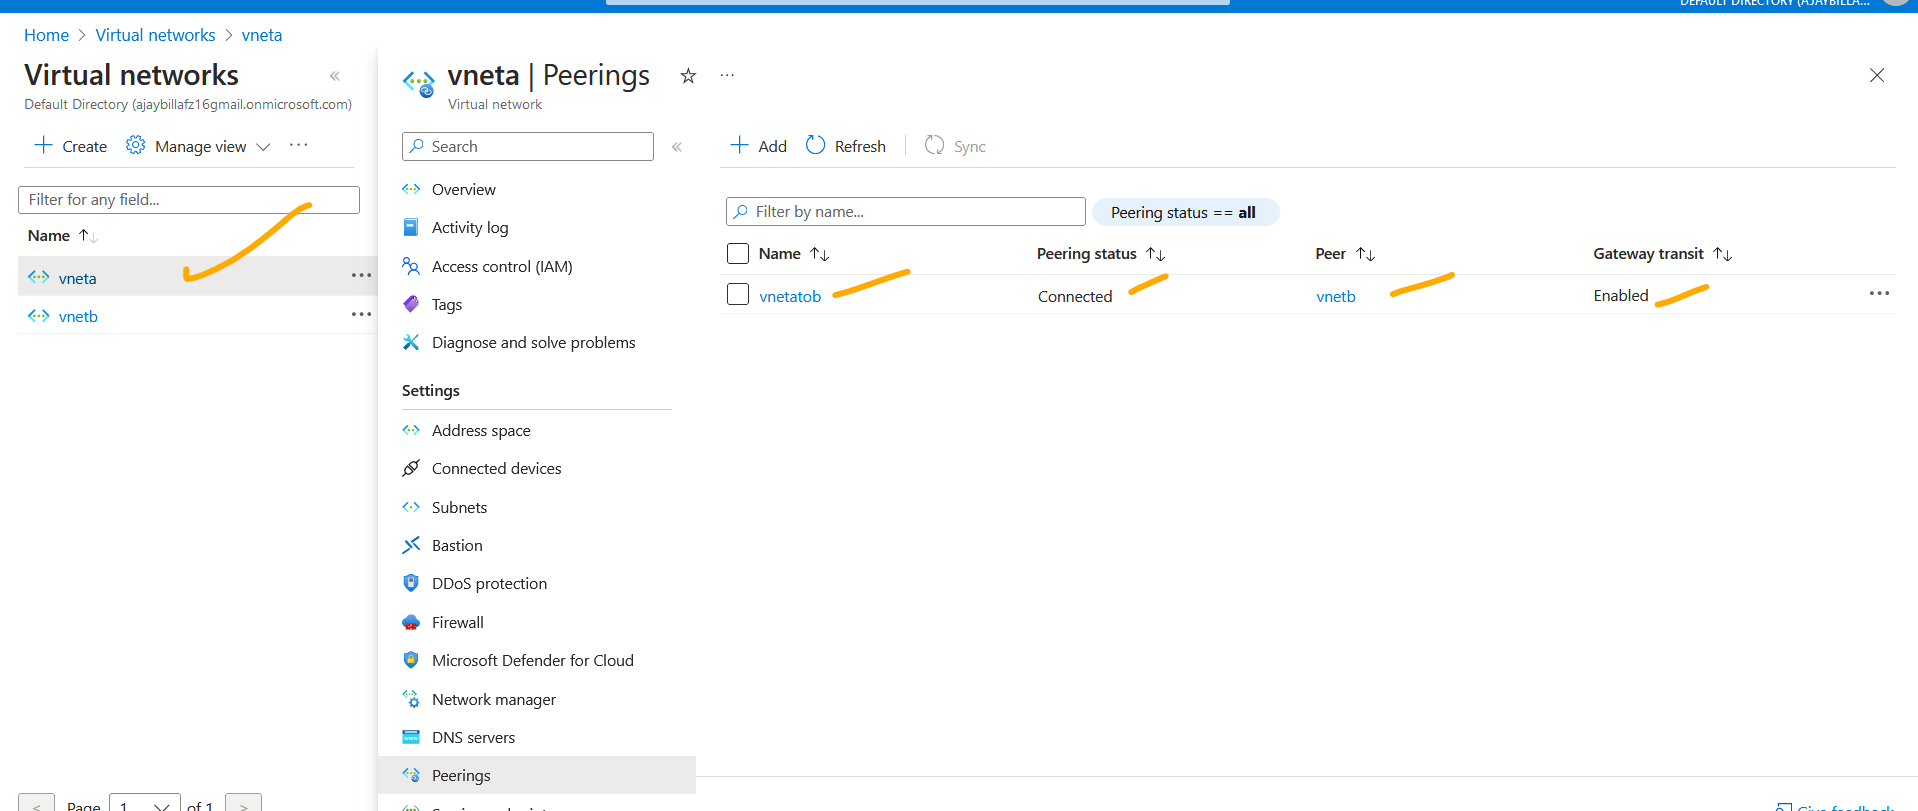 DEFAULT DIRECTORY (AJAYBILLA...
Home > Virtual networks > vneta
Virtual networks
Default Directory (ajaybillafz16gmail.onmicrosoft.com)
Create Manage view ...
Filter for any field...
Name
vneta ...
vnetb ...
< Page 1 of 1 >
vneta | Peerings ...
Virtual network
Search
Overview
Activity log
Access control (IAM)
Tags
Diagnose and solve problems
Settings
Address space
Connected devices
Subnets
Bastion
DDoS protection
Firewall
Microsoft Defender for Cloud
Network manager
DNS servers
Peerings
Add Refresh Sync
Filter by name... Peering status == all
Name Peering status Peer Gateway transit
vnetatob Connected vnetb Enabled ...
Give feedback